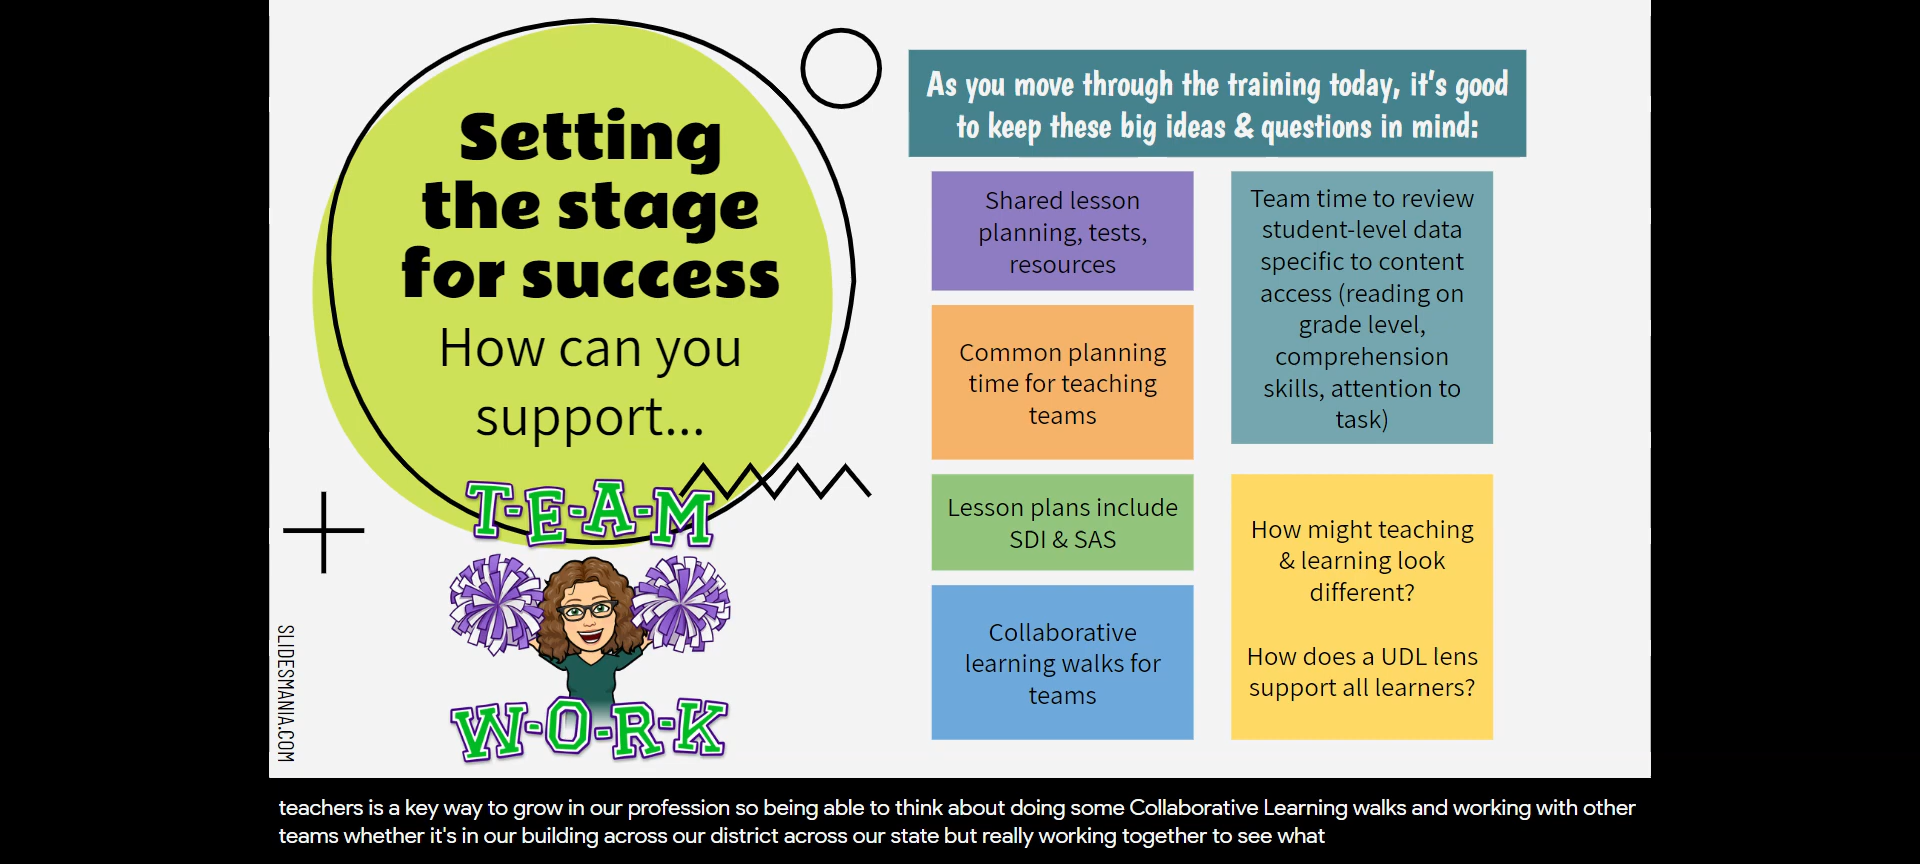 Setting
the stage
for success
How can you
support...
T-E-A-M
W-O-R-K
SLIDESMANIA.COM
As you move through the training today, it's good
to keep these big ideas & questions in mind:
Shared lesson
planning, tests,
resources
Common planning
time for teaching
teams
Lesson plans include
SDI & SAS
Collaborative
learning walks for
teams
Team time to review
student-level data
specific to content
access (reading on
grade level,
comprehension
skills, attention to
task)
How might teaching
& learning look
different?
How does a UDL lens
support all learners?
teachers is a key way to grow in our profession so being able to think about doing some Collaborative Learning walks and working with other
teams whether it's in our building across our district across our state but really working together to see what